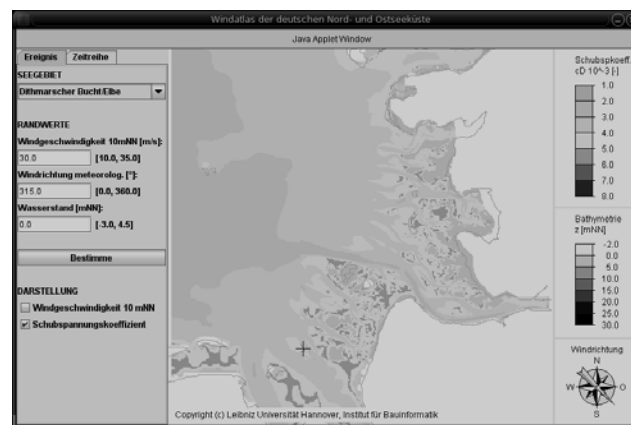 Windatlas der deutschen Nord- und Ostseeküste
Java Applet Window
Ereignis Zeitreihe
SEEGEBIET
Dithmarscher Bucht/Elbe
RANDWERTE
Windgeschwindigkeit 10mNN [m/s]:
30.0 [10.0, 35.0]
Windrichtung meteorolog. [°]:
315.0 [0.0, 360.0]
Wasserstand [mNN]:
0.0 [-3.0, 4.5]
Bestimme
DARSTELLUNG
Windgeschwindigkeit 10 mNN
Schubspannungskoeffizient
Copyright (c) Leibniz Universität Hannover, Institut für Bauinformatik
Schubspkoeff.
cD 10^-3 [-]
1.0
2.0
3.0
4.0
5.0
6.0
7.0
8.0
Bathymetrie
z [mNN]
-2.0
0.0
5.0
10.0
15.0
20.0
25.0
30.0
Windrichtung
N
W O
S